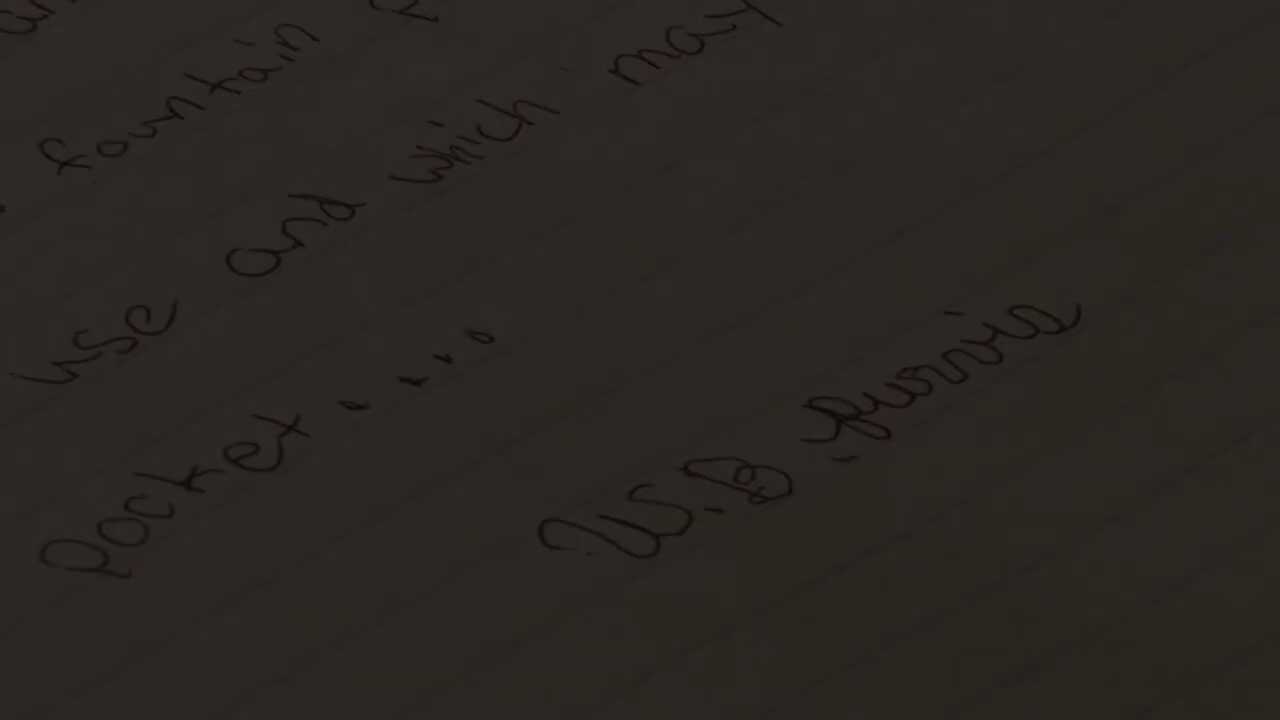 fountain
use and which may
Pocket....
W.B.purvis